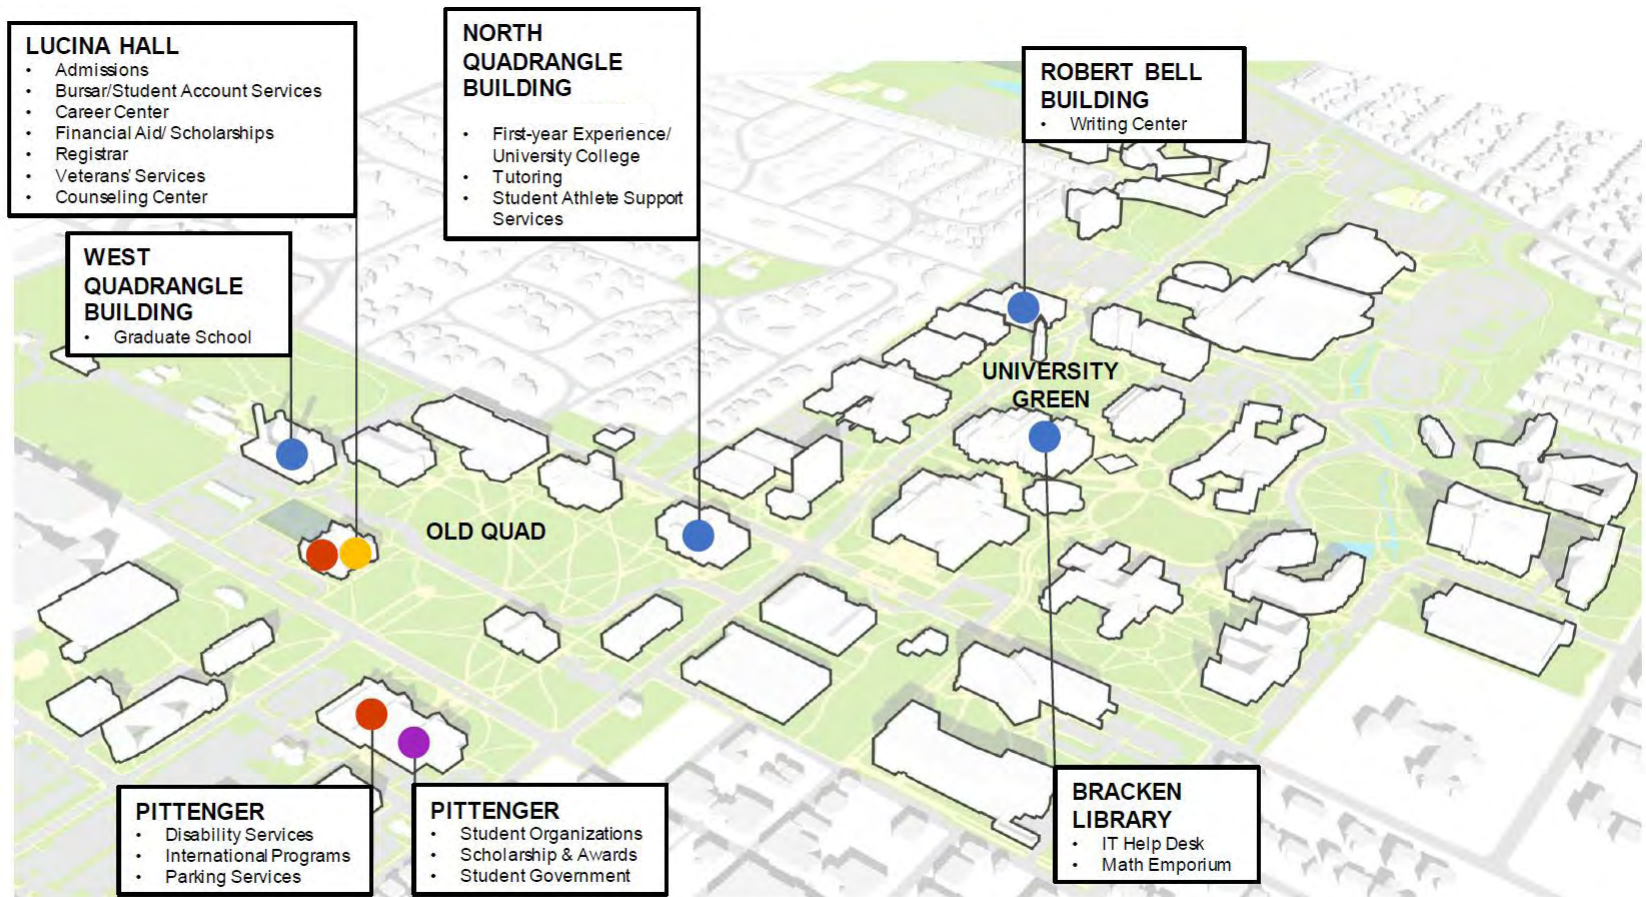 LUCINA HALL
• Admissions
• Bursar/Student Account Services
• Career Center
• Financial Aid/ Scholarships
• Registrar
• Veterans' Services
• Counseling Center
NORTH
QUADRANGLE
BUILDING
• First-year Experience/
University College
• Tutoring
• Student Athlete Support
Services
ROBERT BELL
BUILDING
• Writing Center
WEST
QUADRANGLE
BUILDING
• Graduate School
UNIVERSITY
GREEN
OLD QUAD
PITTENGER
• Disability Services
• International Programs
• Parking Services
PITTENGER
• Student Organizations
• Scholarship & Awards
• Student Government
BRACKEN
LIBRARY
• IT Help Desk
• Math Emporium